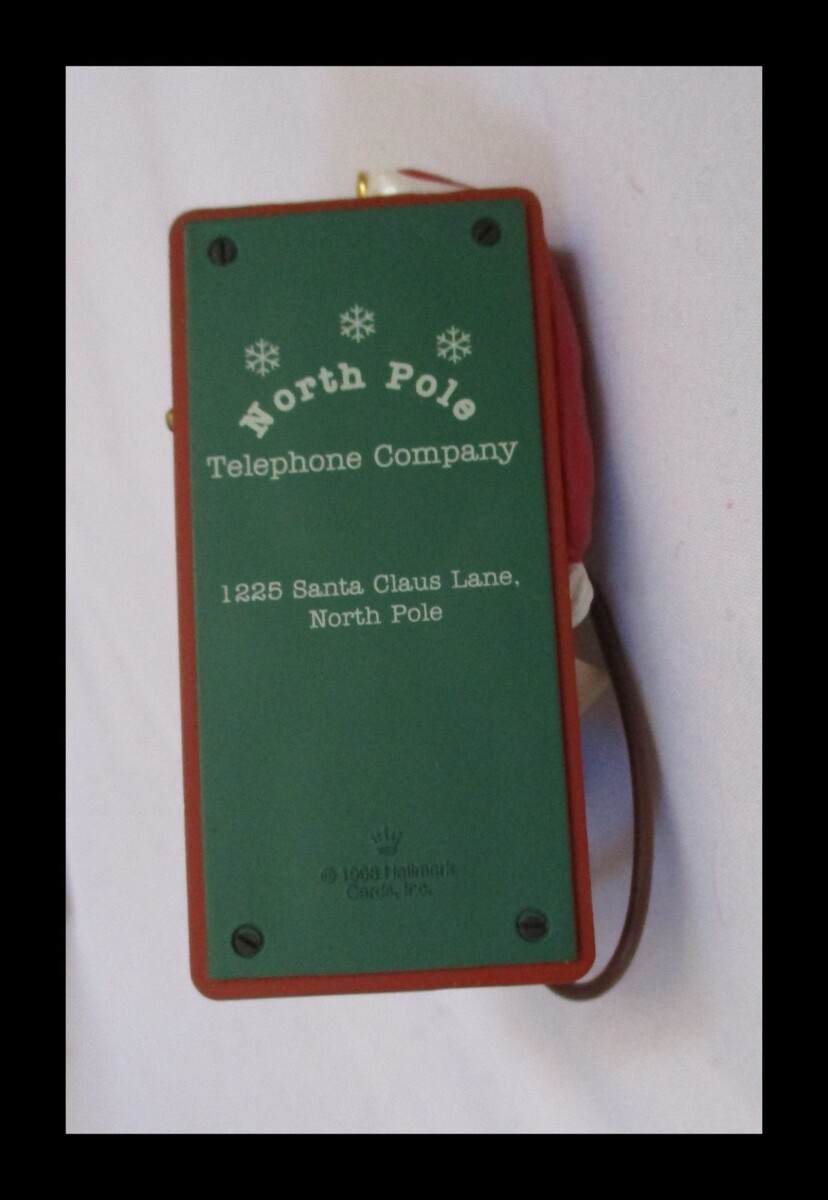 North Pole
Telephone Company
1225 Santa Claus Lane,
North Pole
Hallmark
Cards, Inc.